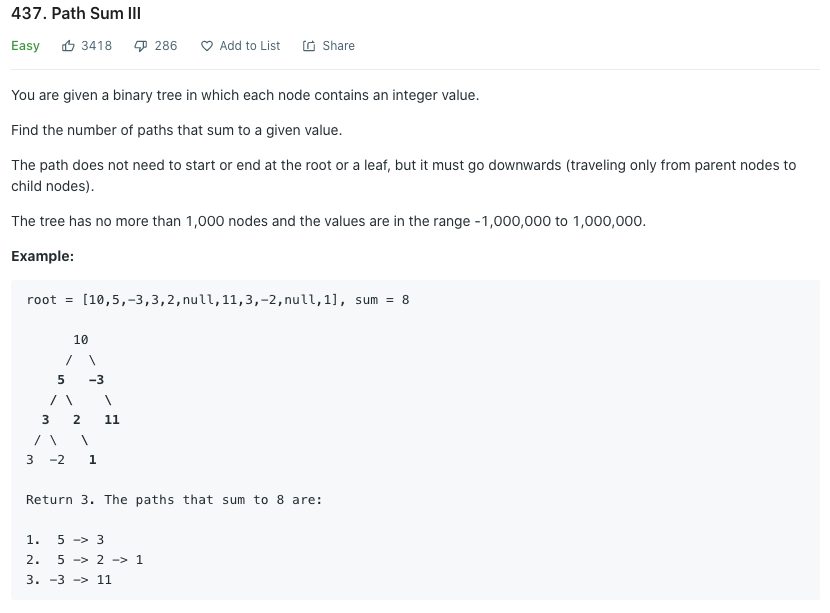 437. Path Sum III
Easy 3418 286 Add to List Share
You are given a binary tree in which each node contains an integer value.
Find the number of paths that sum to a given value.
The path does not need to start or end at the root or a leaf, but it must go downwards (traveling only from parent nodes to
child nodes).
The tree has no more than 1,000 nodes and the values are in the range -1,000,000 to 1,000,000.
Example:
root = [10,5,-3,3,2,null,11,3,-2,null,1], sum = 8
      10
     /  \
    5   -3
   / \    \
  3   2   11
 / \   \
3  -2   1
Return 3. The paths that sum to 8 are:
1.  5 -> 3
2.  5 -> 2 -> 1
3. -3 -> 11